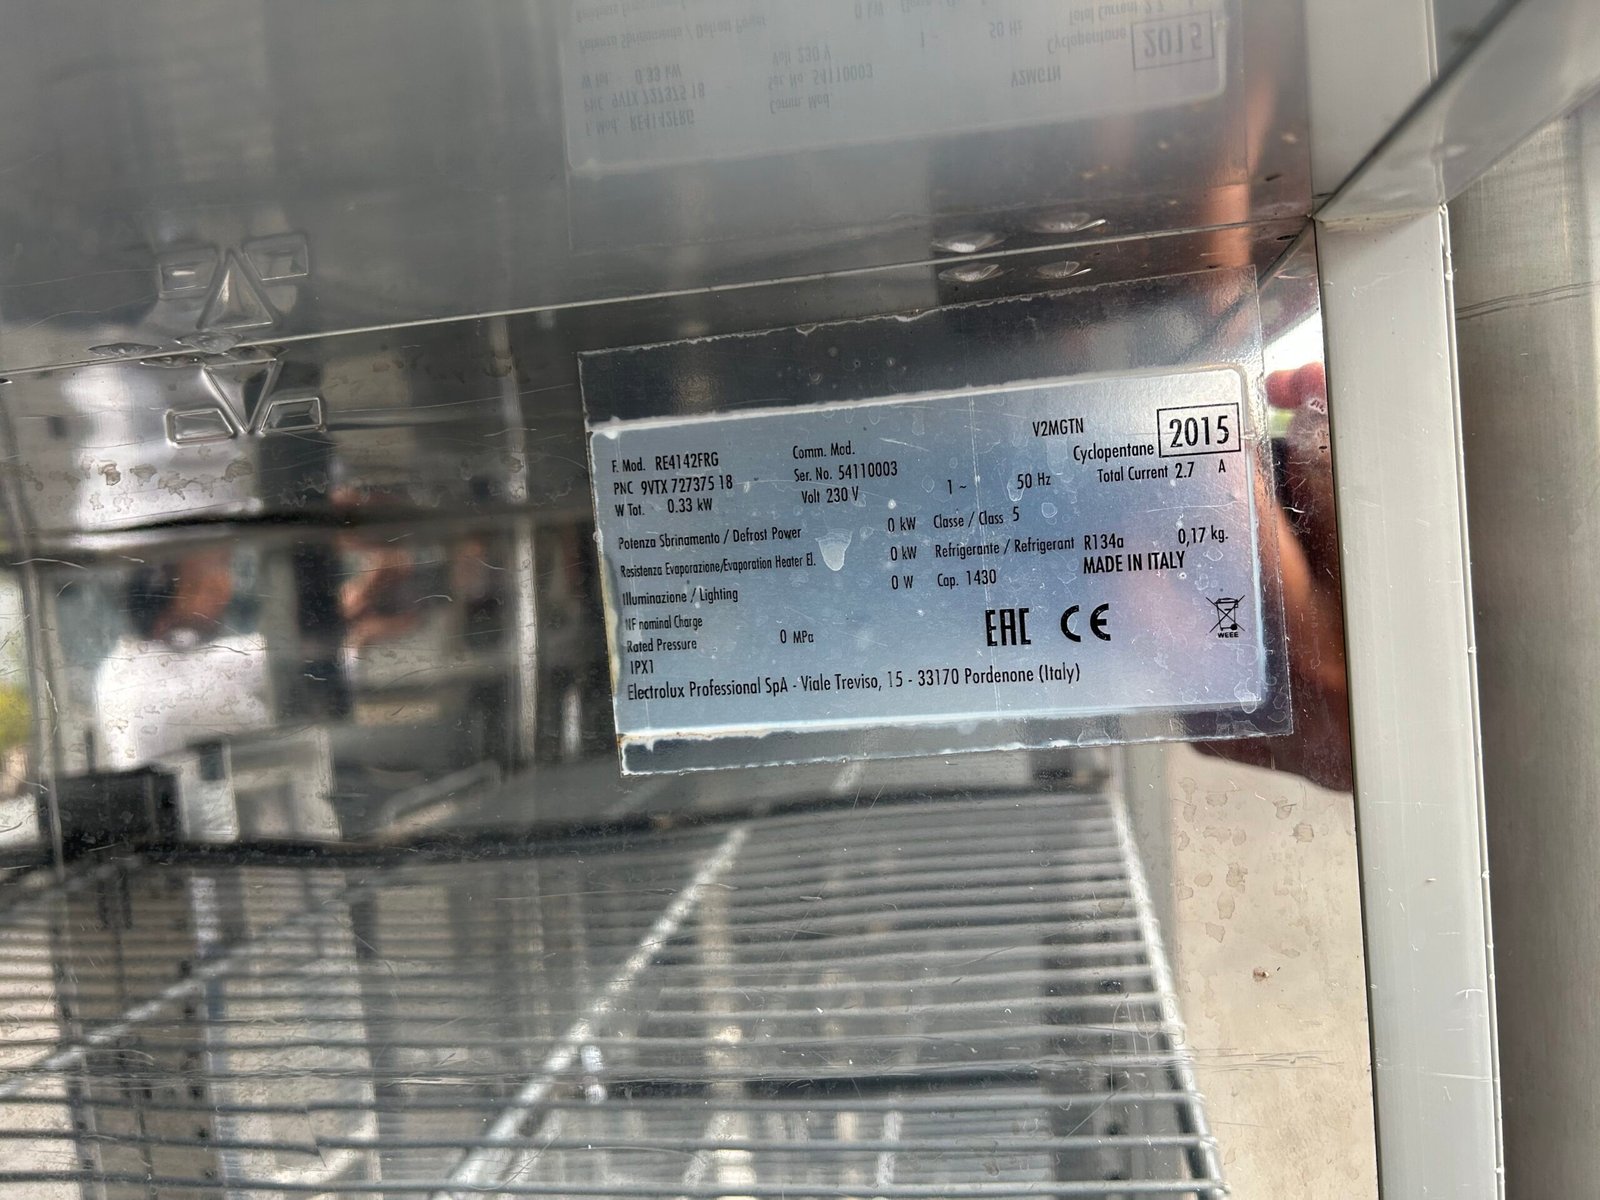 V2MGTN
2015
F. Mod. RE4142FRG Comm. Mod. Cyclopentane
PNC 9VTX 727375 18 Ser. No. 54110003 Total Current 2.7 A
W Tot. 0.33 kW Volt 230 V 1 ~ 50 Hz
Potenza Sbrinamento / Defrost Power 0 kW Classe / Class 5
Resistenza Evaporazione/Evaporation Heater El. 0 kW Refrigerante / Refrigerant R134a 0,17 kg.
Illuminazione / Lighting 0 W Cap. 1430 MADE IN ITALY
NF nominal Charge
Rated Pressure 0 MPa
IPX1
EAC CE
WEEE
Electrolux Professional SpA - Viale Treviso, 15 - 33170 Pordenone (Italy)